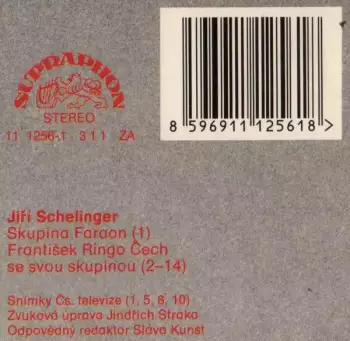 SUPRAPHON
STEREO
11 1256-1 311 ZA
8 596911 125618 >
Jiří Schelinger
Skupina Faraon (1)
František Ringo Čech
se svou skupinou (2–14)
Snímky Čs. televize (1, 5, 8, 10)
Zvuková úprava Jindřich Straka
Odpovědný redaktor Sláva Kunst